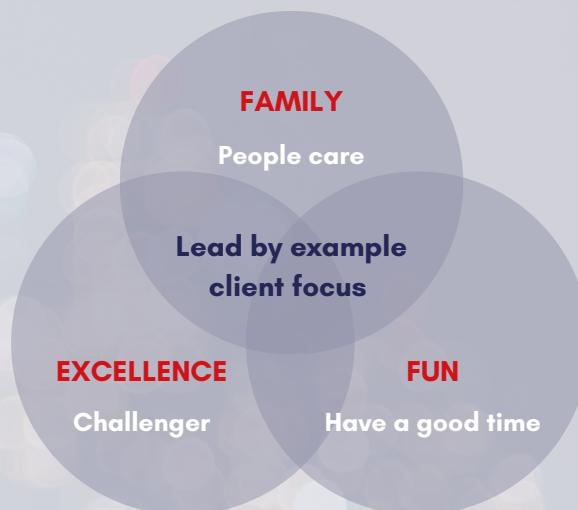 FAMILY
People care
Lead by example
client focus
EXCELLENCE
Challenger
FUN
Have a good time